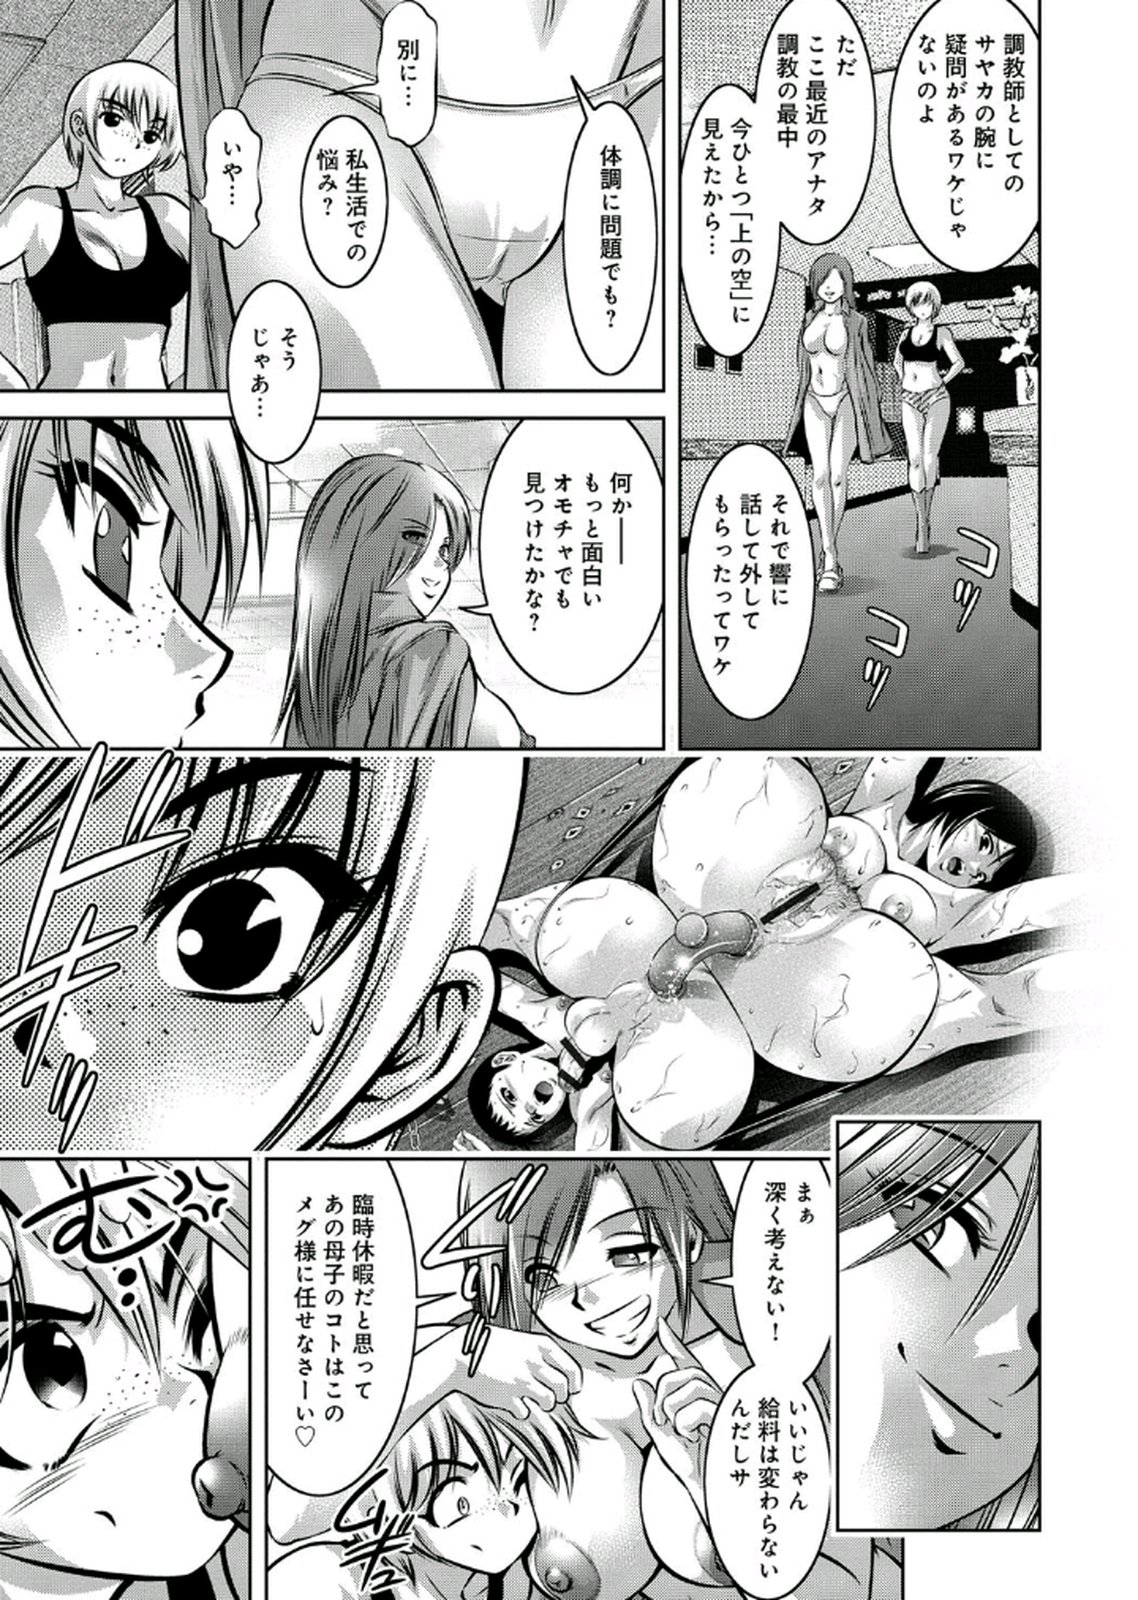 調教師としての
サヤカの腕に
疑問があるワケじゃ
ないのよ
ただ
ここ最近のアナタ
調教の最中
今ひとつ「上の空」に
見えたから…
それで響に
話して外して
もらったってワケ
コツ
コツ
体調に問題でも?
別に…
私生活での
悩み?
いや…
そう
じゃあ…
何か――
もっと面白い
オモチャでも
見つけたかな?
ドキッ
まぁ
深く考えない!
いいじゃん
給料は変わらない
んだしサ
臨時休暇だと思って
あの母子のコトはこの
メグ様に任せなさーい♡
む